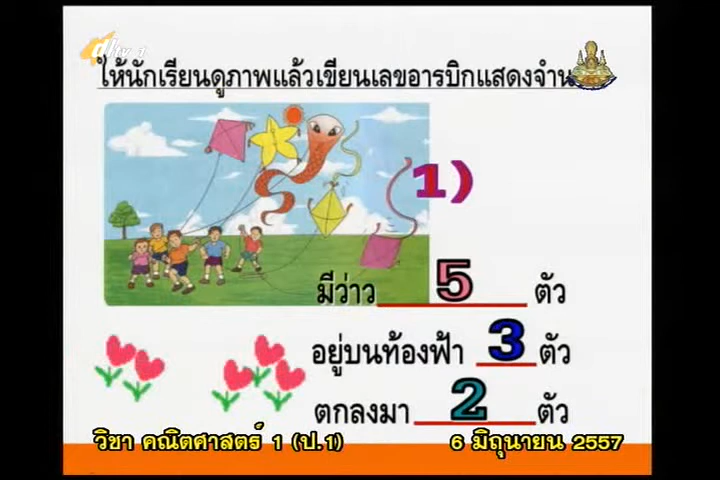 dltv 1
ให้นักเรียนดูภาพแล้วเขียนเลขอารบิกแสดงจำน
1)
มีว่าว 5 ตัว
อยู่บนท้องฟ้า 3 ตัว
ตกลงมา 2 ตัว
วิชา คณิตศาสตร์ 1 (ป.1) 6 มิถุนายน 2557